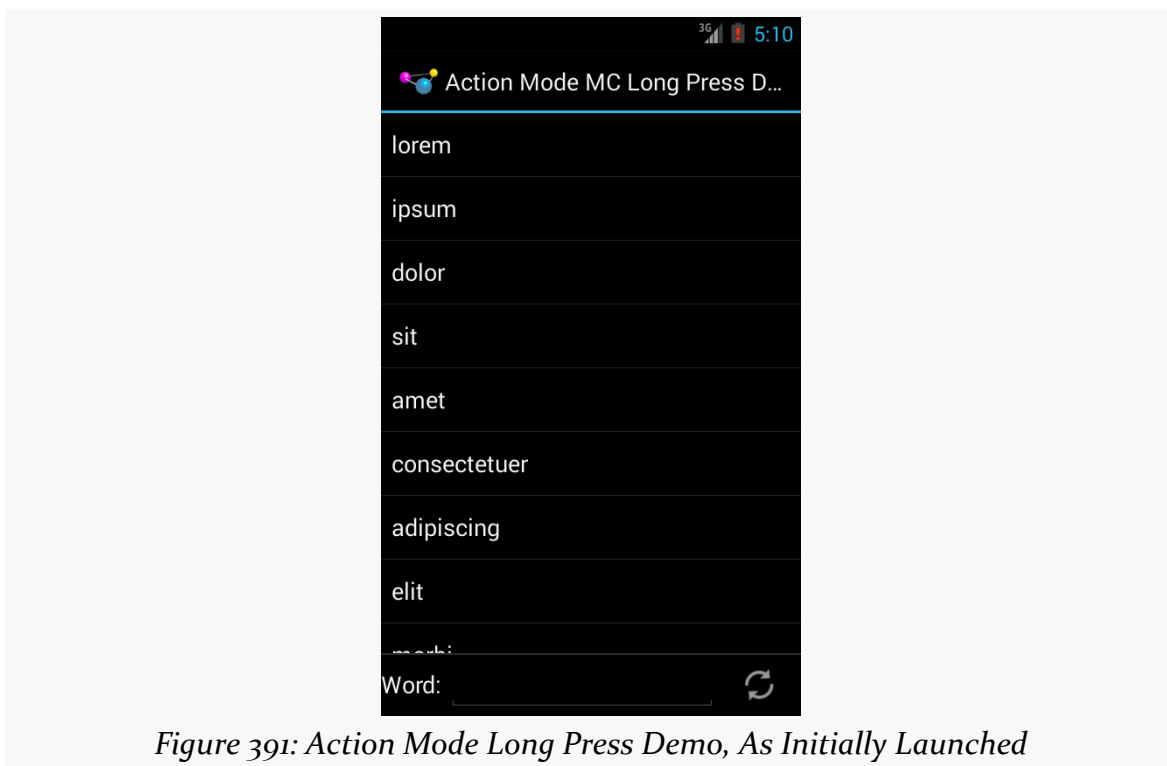 3G 5:10
Action Mode MC Long Press D...
lorem
ipsum
dolor
sit
amet
consectetuer
adipiscing
elit
morbi
Word:
Figure 391: Action Mode Long Press Demo, As Initially Launched